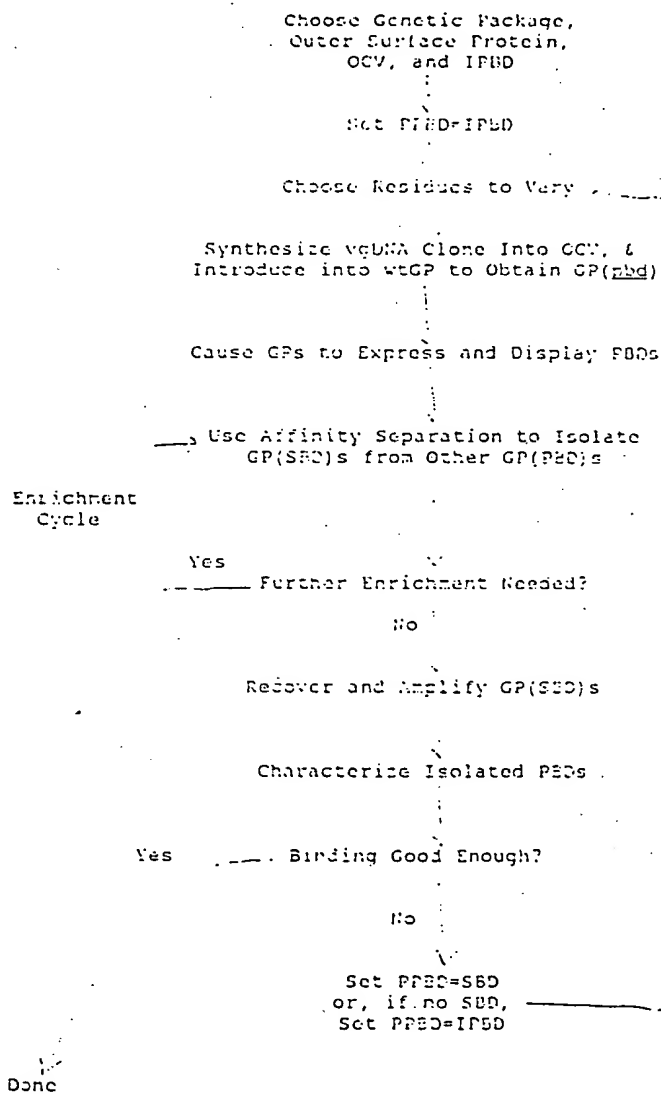 Choose Genetic Package,
Outer Surface Protein,
OCV, and IPBD
Set PPBD=IPBD
Choose Residues to Vary
Synthesize vgDNA Clone Into OCV, &
Introduce into wtGP to Obtain GP(pbd)
Cause GPs to Express and Display PBDs
Use Affinity Separation to Isolate
GP(SBD)s from Other GP(PBD)s
Enrichment
Cycle
Yes
Further Enrichment Needed?
No
Recover and Amplify GP(SBD)s
Characterize Isolated PBDs
Yes
Binding Good Enough?
No
Set PPBD=SBD
or, if no SBD,
Set PPBD=IPBD
Done